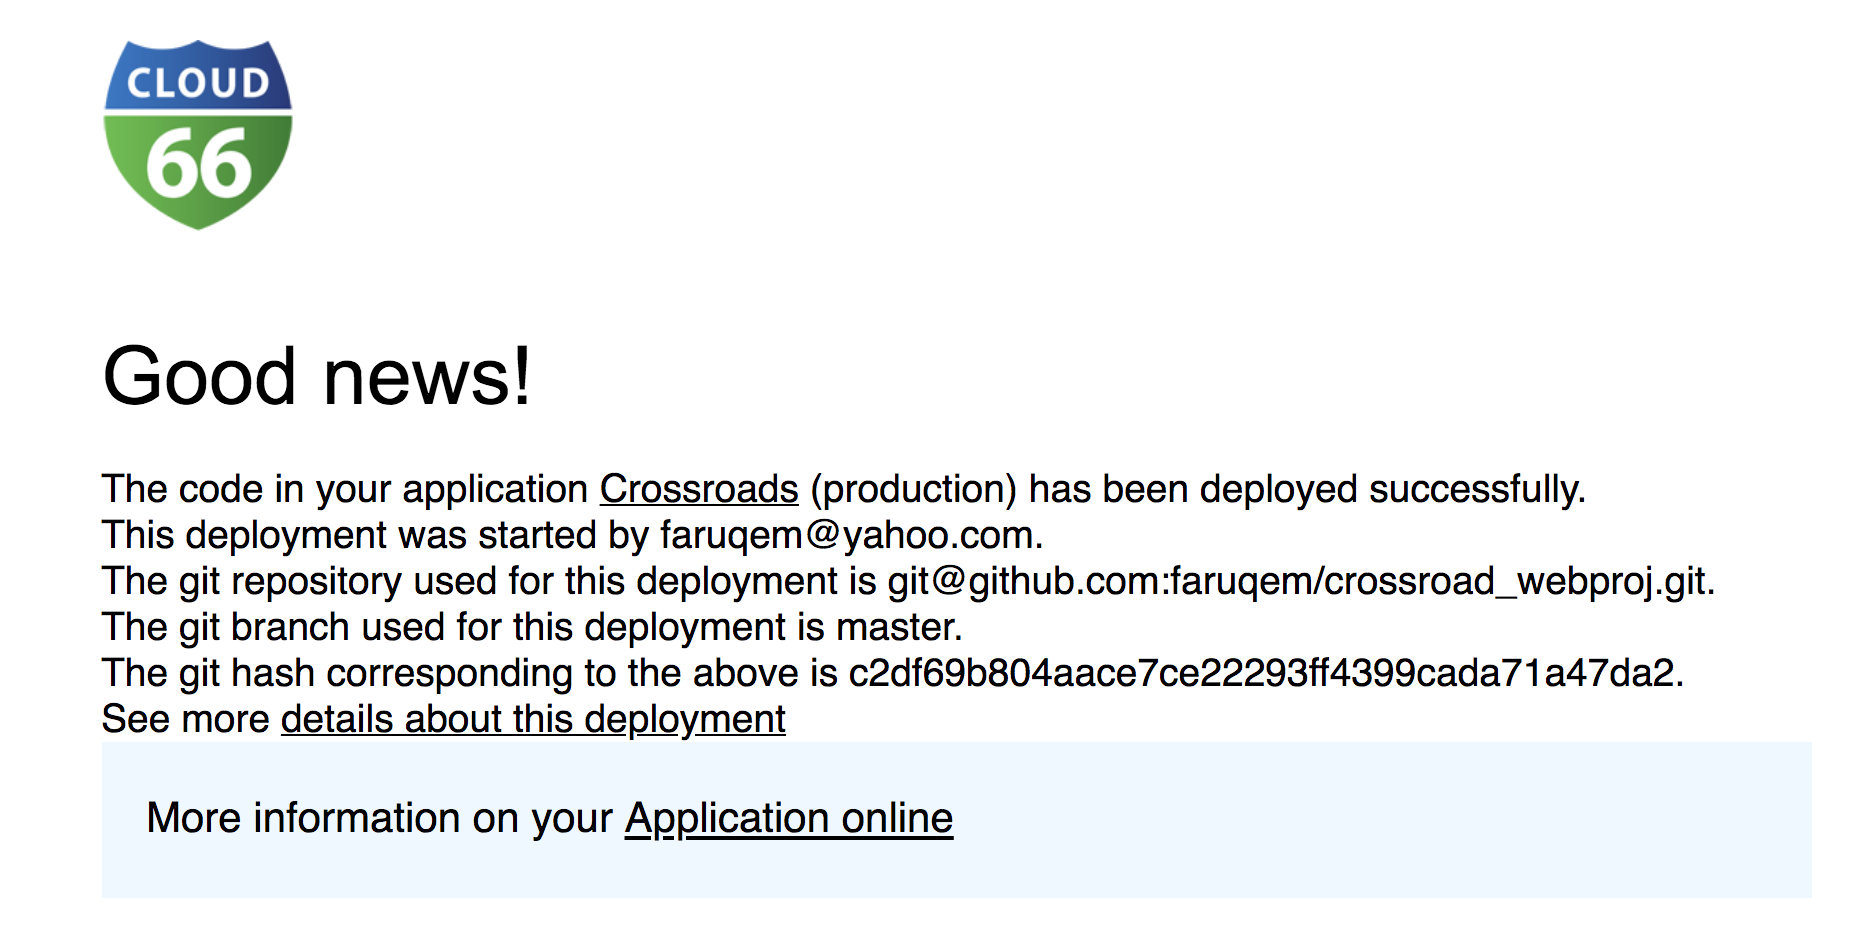 CLOUD
66
Good news!
The code in your application Crossroads (production) has been deployed successfully.
This deployment was started by faruqem@yahoo.com.
The git repository used for this deployment is git@github.com:faruqem/crossroad_webproj.git.
The git branch used for this deployment is master.
The git hash corresponding to the above is c2df69b804aace7ce22293ff4399cada71a47da2.
See more details about this deployment
More information on your Application online